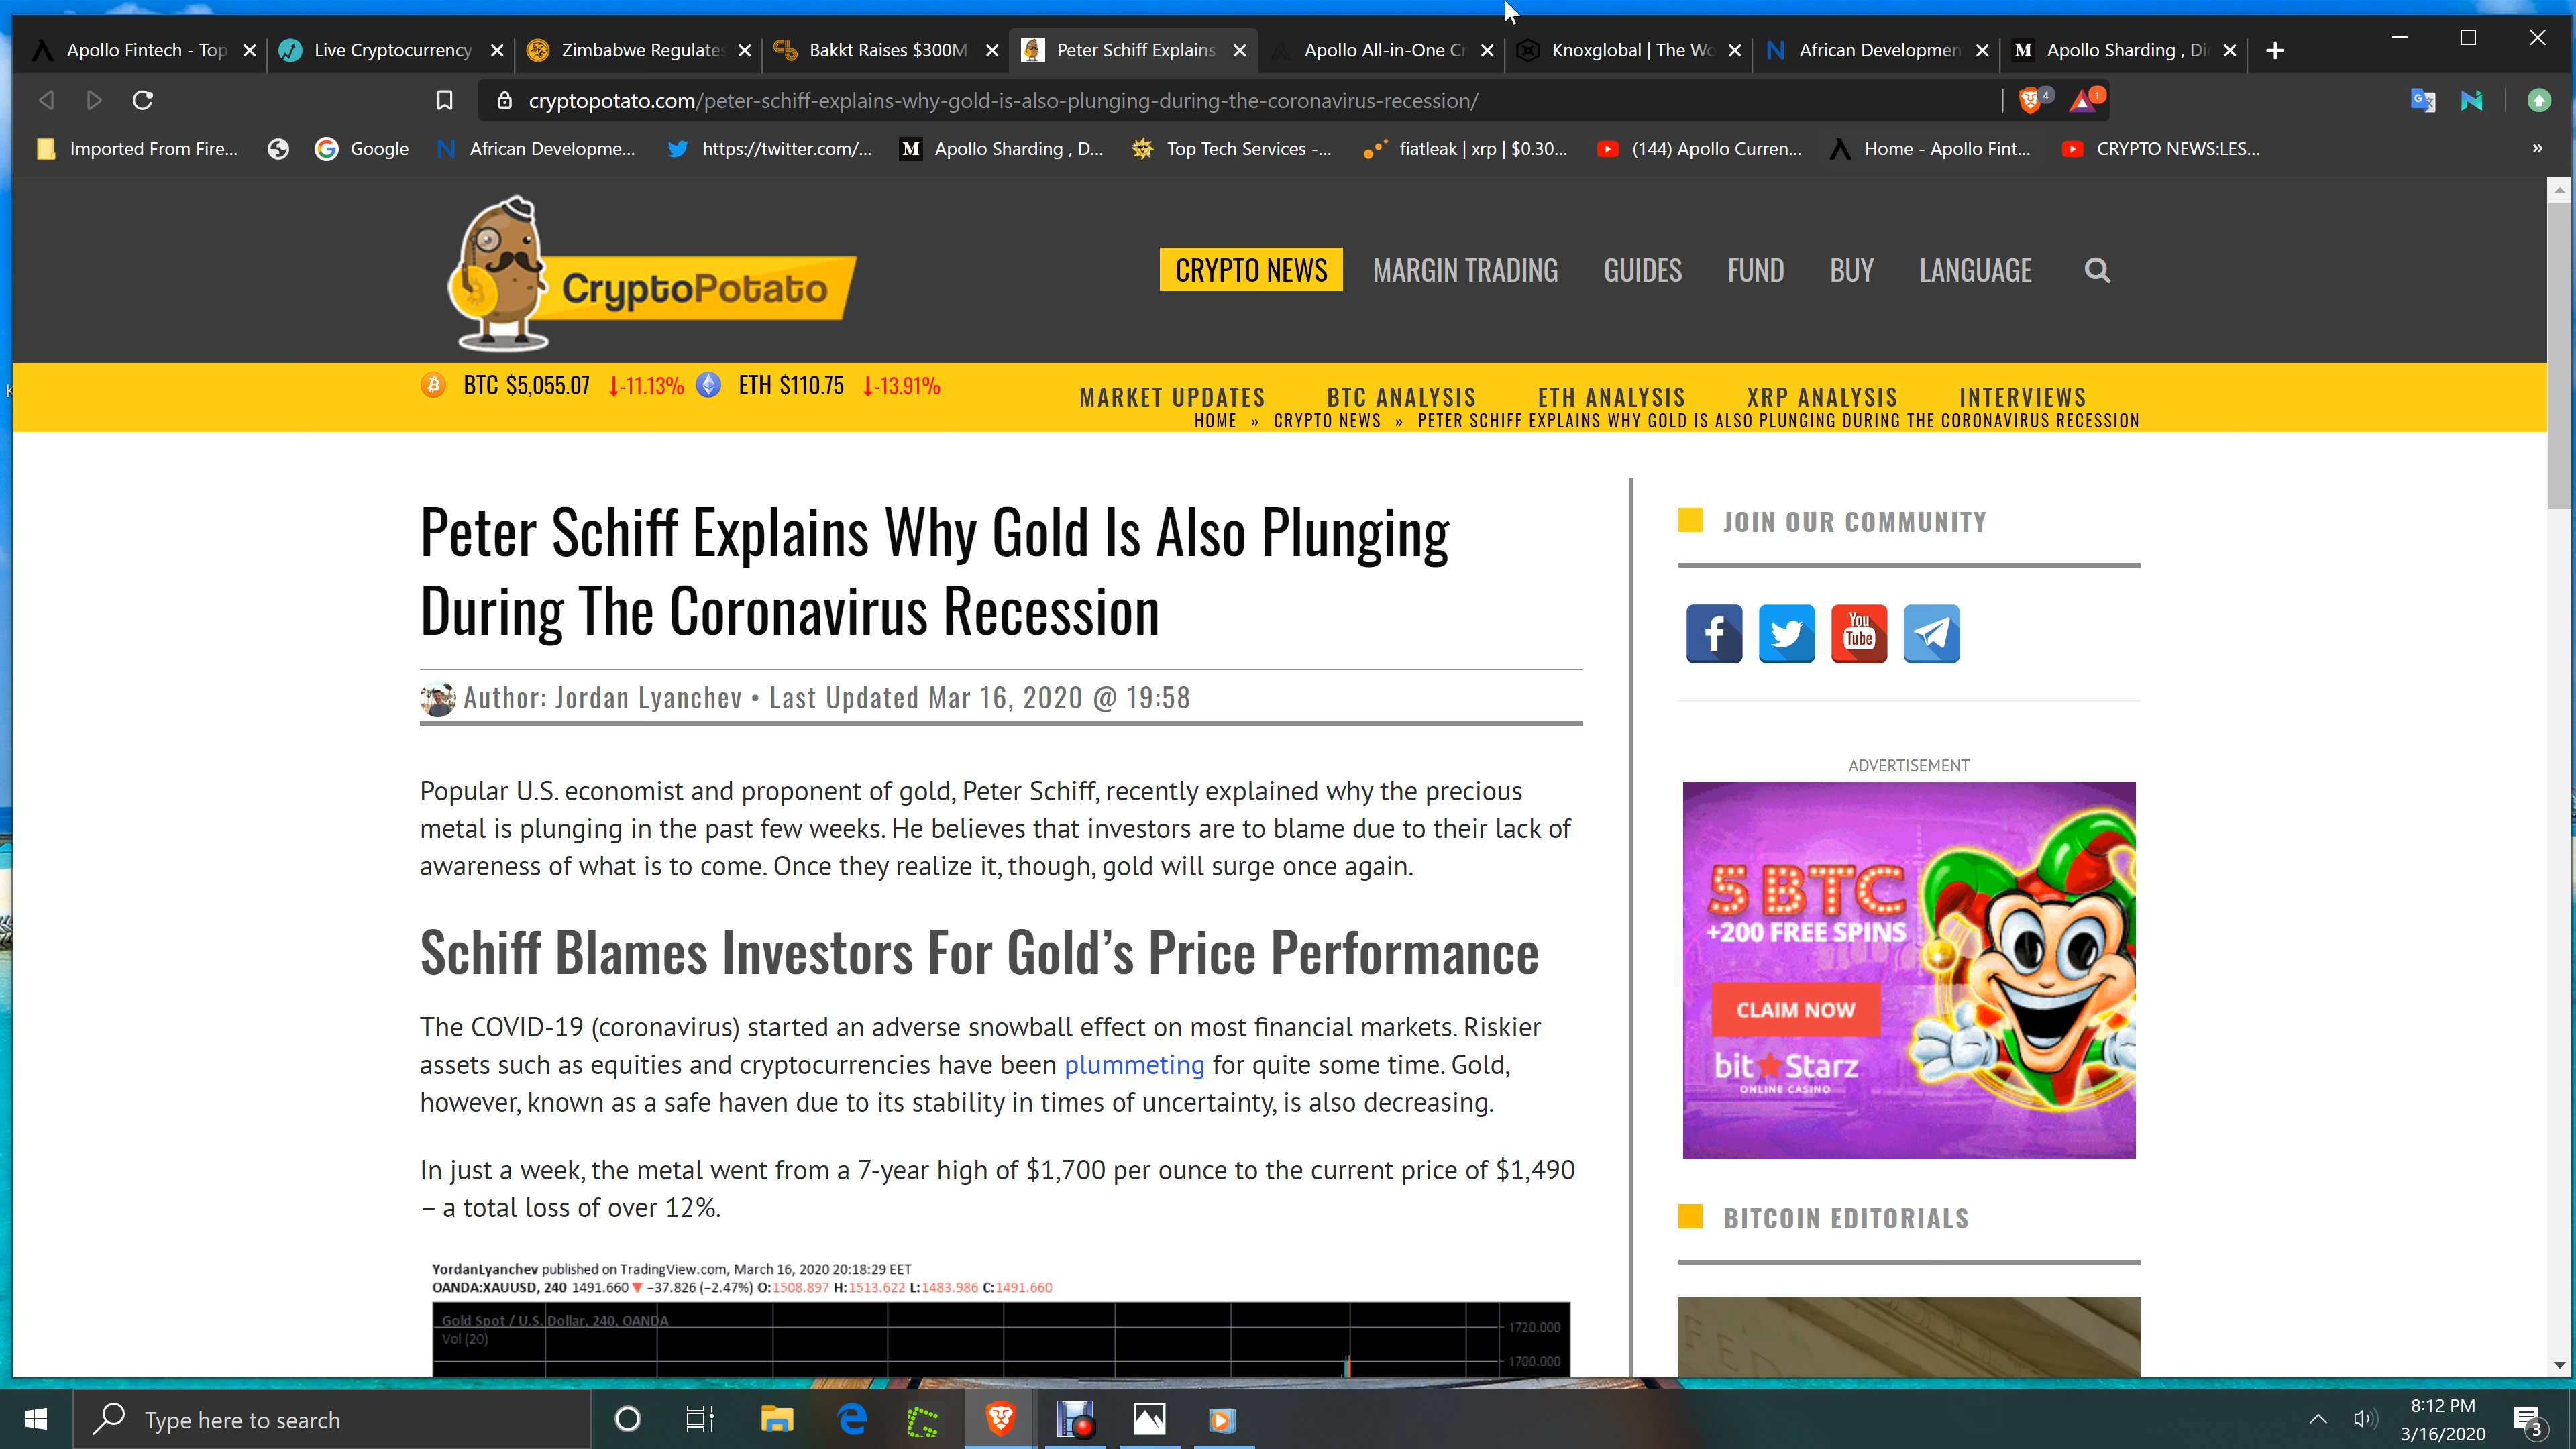 Apollo Fintech - Top
Live Cryptocurrency
Zimbabwe Regulate
Bakkt Raises $300M
Peter Schiff Explains
Apollo All-in-One Cr
Knoxglobal | The Wo
African Developmen
Apollo Sharding , Di
cryptopotato.com/peter-schiff-explains-why-gold-is-also-plunging-during-the-coronavirus-recession/
4
1
Imported From Fire...
Google
African Developme...
https://twitter.com/...
Apollo Sharding , D...
Top Tech Services -...
fiatleak | xrp | $0.30...
(144) Apollo Curren...
Home - Apollo Fint...
CRYPTO NEWS:LES...
»
CryptoPotato
CRYPTO NEWS
MARGIN TRADING
GUIDES
FUND
BUY
LANGUAGE
BTC $5,055.07 ↓-11.13% ETH $110.75 ↓-13.91%
MARKET UPDATES
BTC ANALYSIS
ETH ANALYSIS
XRP ANALYSIS
INTERVIEWS
HOME » CRYPTO NEWS » PETER SCHIFF EXPLAINS WHY GOLD IS ALSO PLUNGING DURING THE CORONAVIRUS RECESSION
Peter Schiff Explains Why Gold Is Also Plunging
During The Coronavirus Recession
Author: Jordan Lyanchev • Last Updated Mar 16, 2020 @ 19:58
Popular U.S. economist and proponent of gold, Peter Schiff, recently explained why the precious
metal is plunging in the past few weeks. He believes that investors are to blame due to their lack of
awareness of what is to come. Once they realize it, though, gold will surge once again.
Schiff Blames Investors For Gold's Price Performance
The COVID-19 (coronavirus) started an adverse snowball effect on most financial markets. Riskier
assets such as equities and cryptocurrencies have been plummeting for quite some time. Gold,
however, known as a safe haven due to its stability in times of uncertainty, is also decreasing.
In just a week, the metal went from a 7-year high of $1,700 per ounce to the current price of $1,490
– a total loss of over 12%.
YordanLyanchev published on TradingView.com, March 16, 2020 20:18:29 EET
OANDA:XAUUSD, 240 1491.660 ▼ −37.826 (−2.47%) O:1508.897 H:1513.622 L:1483.986 C:1491.660
Gold Spot / U.S. Dollar, 240, OANDA
Vol (20)
1720.000
1700.000
JOIN OUR COMMUNITY
You
Tube
ADVERTISEMENT
5 BTC
+200 FREE SPINS
CLAIM NOW
bit★Starz
ONLINE CASINO
BITCOIN EDITORIALS
Type here to search
8:12 PM
3/16/2020
3